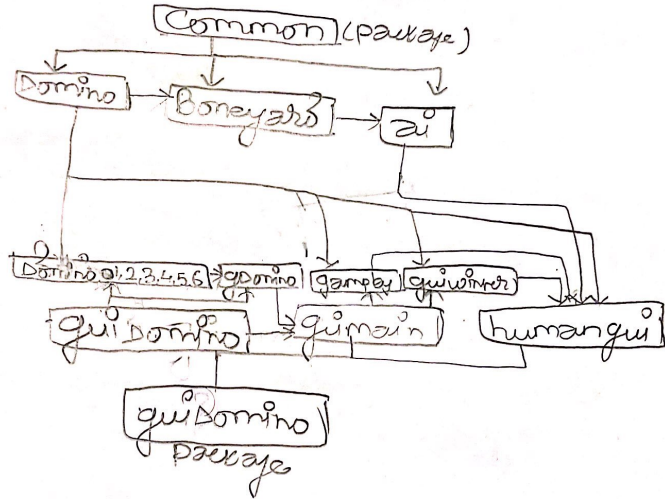 Common (package)
Domino
Boneyard
ai
Domino 0,1,2,3,4,5,6
gDomino
gameplay
guiwinner
guiDomino
guimain
humangui
guiDomino
package